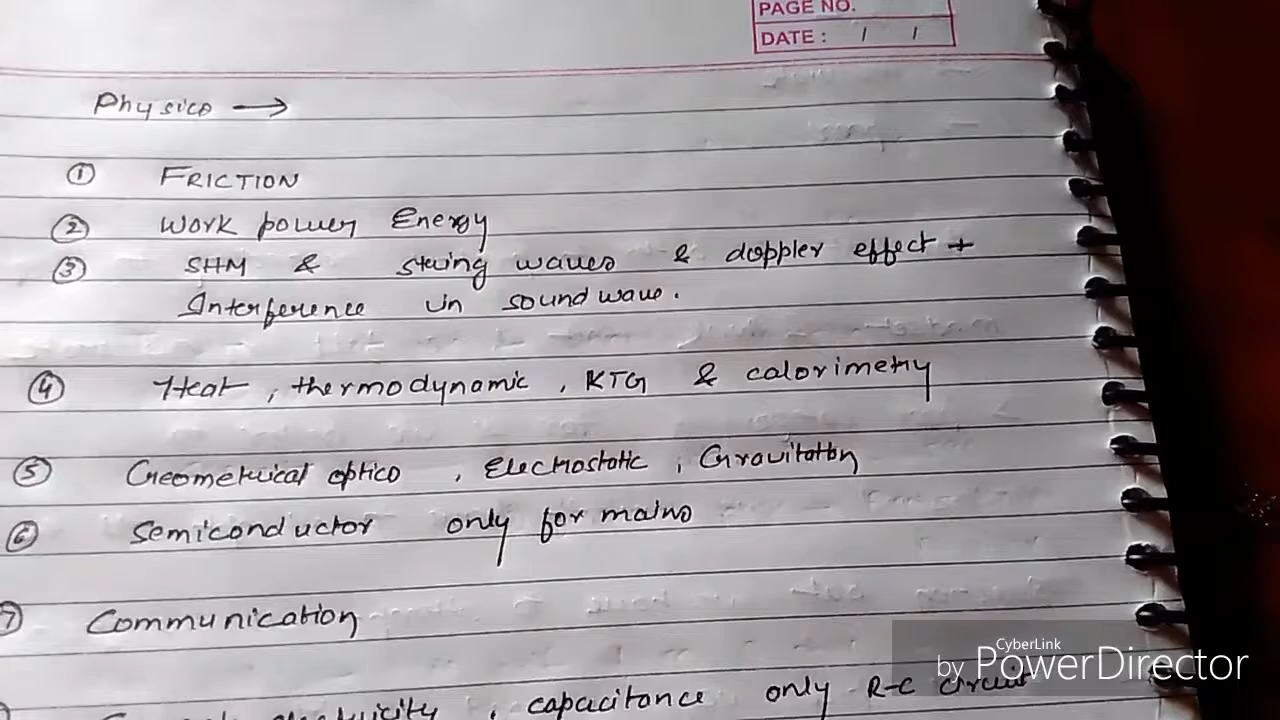 PAGE NO.
DATE : / /
Physics →
① FRICTION
② Work power Energy
③ SHM & string waves & doppler effect +
Interference in sound wave.
④ Heat , thermodynamic , KTG & calorimetry
⑤ Geometrical optics , Electrostatic , Gravitation
⑥ Semiconductor only for mains
7 Communication
electricity , capacitance only R-C circuit
CyberLink
by PowerDirector